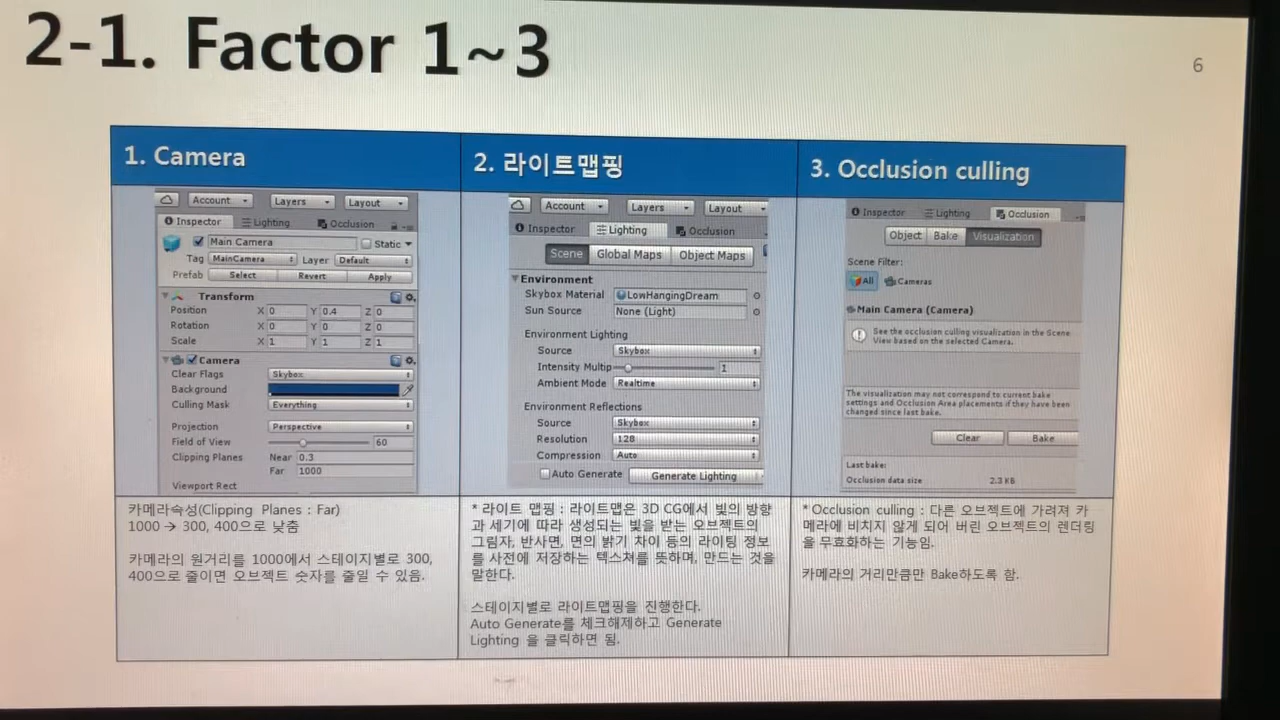 2-1. Factor 1~3
6
1. Camera
Account
Layers
Layout
Inspector
Lighting
Occlusion
Main Camera
Static
Tag MainCamera Layer Default
Prefab Select Revert Apply
Transform
Position X 0 Y 0.4 Z 0
Rotation X 0 Y 0 Z 0
Scale X 1 Y 1 Z 1
Camera
Clear Flags Skybox
Background
Culling Mask Everything
Projection Perspective
Field of View 60
Clipping Planes Near 0.3
Far 1000
Viewport Rect
카메라속성(Clipping Planes : Far)
1000 → 300, 400으로 낮춤
카메라의 원거리를 1000에서 스테이지별로 300,
400으로 줄이면 오브젝트 숫자를 줄일 수 있음.
2. 라이트맵핑
Account
Layers
Layout
Inspector
Lighting
Occlusion
Scene Global Maps Object Maps
Environment
Skybox Material LowHangingDream
Sun Source None (Light)
Environment Lighting
Source Skybox
Intensity Multip 1
Ambient Mode Realtime
Environment Reflections
Source Skybox
Resolution 128
Compression Auto
Auto Generate Generate Lighting
* 라이트 맵핑 : 라이트맵은 3D CG에서 빛의 방향
과 세기에 따라 생성되는 빛을 받는 오브젝트의
그림자, 반사면, 면의 밝기 차이 등의 라이팅 정보
를 사전에 저장하는 텍스쳐를 뜻하며, 만드는 것을
말한다.
스테이지별로 라이트맵핑을 진행한다.
Auto Generate를 체크해제하고 Generate
Lighting 을 클릭하면 됨.
3. Occlusion culling
Inspector
Lighting
Occlusion
Object Bake Visualization
Scene Filter:
All Cameras
Main Camera (Camera)
See the occlusion culling visualization in the Scene
View based on the selected Camera.
The visualization may not correspond to current bake
settings and Occlusion Area placements if they have been
changed since last bake.
Clear Bake
Last bake:
Occlusion data size 2.3 KB
* Occlusion culling : 다른 오브젝트에 가려져 카
메라에 비치지 않게 되어 버린 오브젝트의 렌더링
을 무효화하는 기능임.
카메라의 거리만큼만 Bake하도록 함.